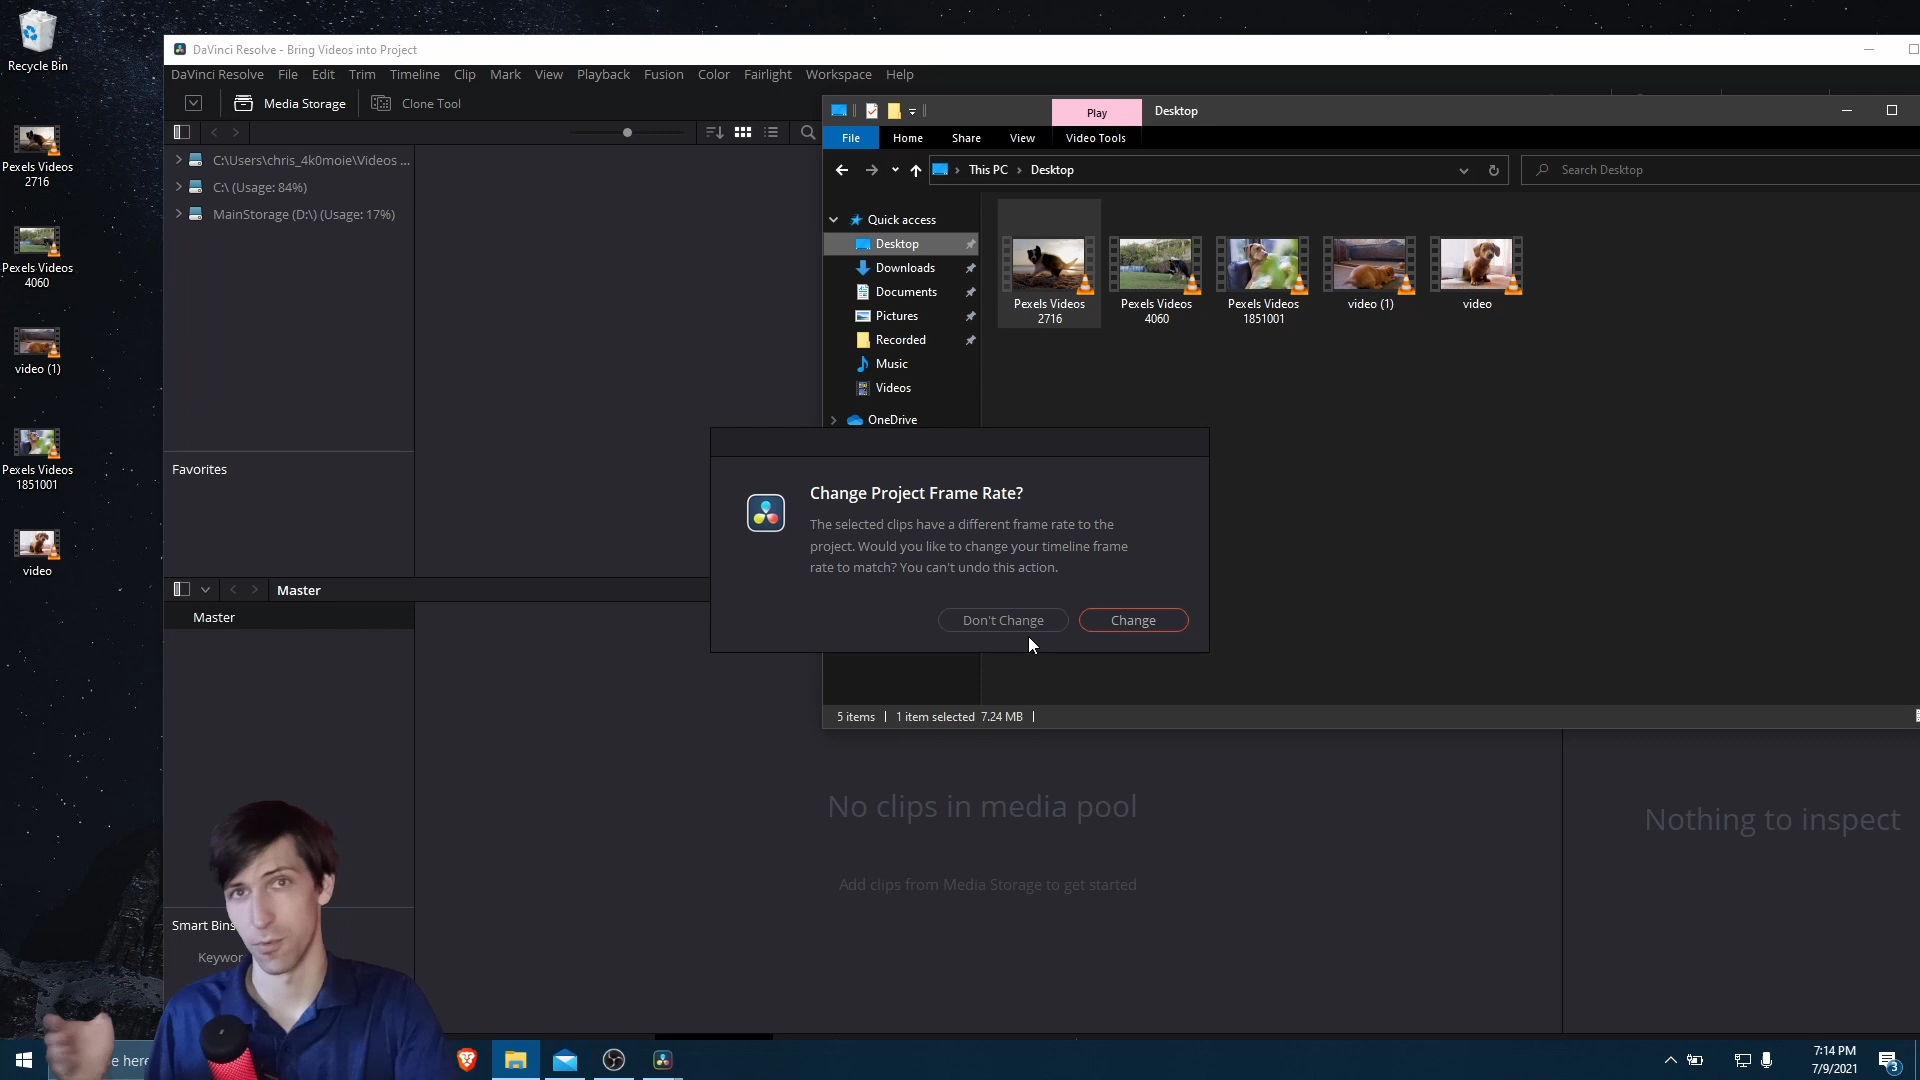 Recycle Bin
Pexels Videos
2716
Pexels Videos
4060
video (1)
Pexels Videos
1851001
video
DaVinci Resolve - Bring Videos into Project
DaVinci Resolve File Edit Trim Timeline Clip Mark View Playback Fusion Color Fairlight Workspace Help
Media Storage
Clone Tool
C:\Users\chris_4k0moie\Videos ...
C:\ (Usage: 84%)
MainStorage (D:\) (Usage: 17%)
Favorites
Master
Master
Smart Bins
Keywor
Play
Desktop
File
Home
Share
View
Video Tools
This PC
Desktop
Search Desktop
Quick access
Desktop
Downloads
Documents
Pictures
Recorded
Music
Videos
OneDrive
Pexels Videos
2716
Pexels Videos
4060
Pexels Videos
1851001
video (1)
video
Change Project Frame Rate?
The selected clips have a different frame rate to the
project. Would you like to change your timeline frame
rate to match? You can't undo this action.
Don't Change
Change
5 items
1 item selected 7.24 MB
No clips in media pool
Add clips from Media Storage to get started
Nothing to inspect
e here
7:14 PM
7/9/2021
3